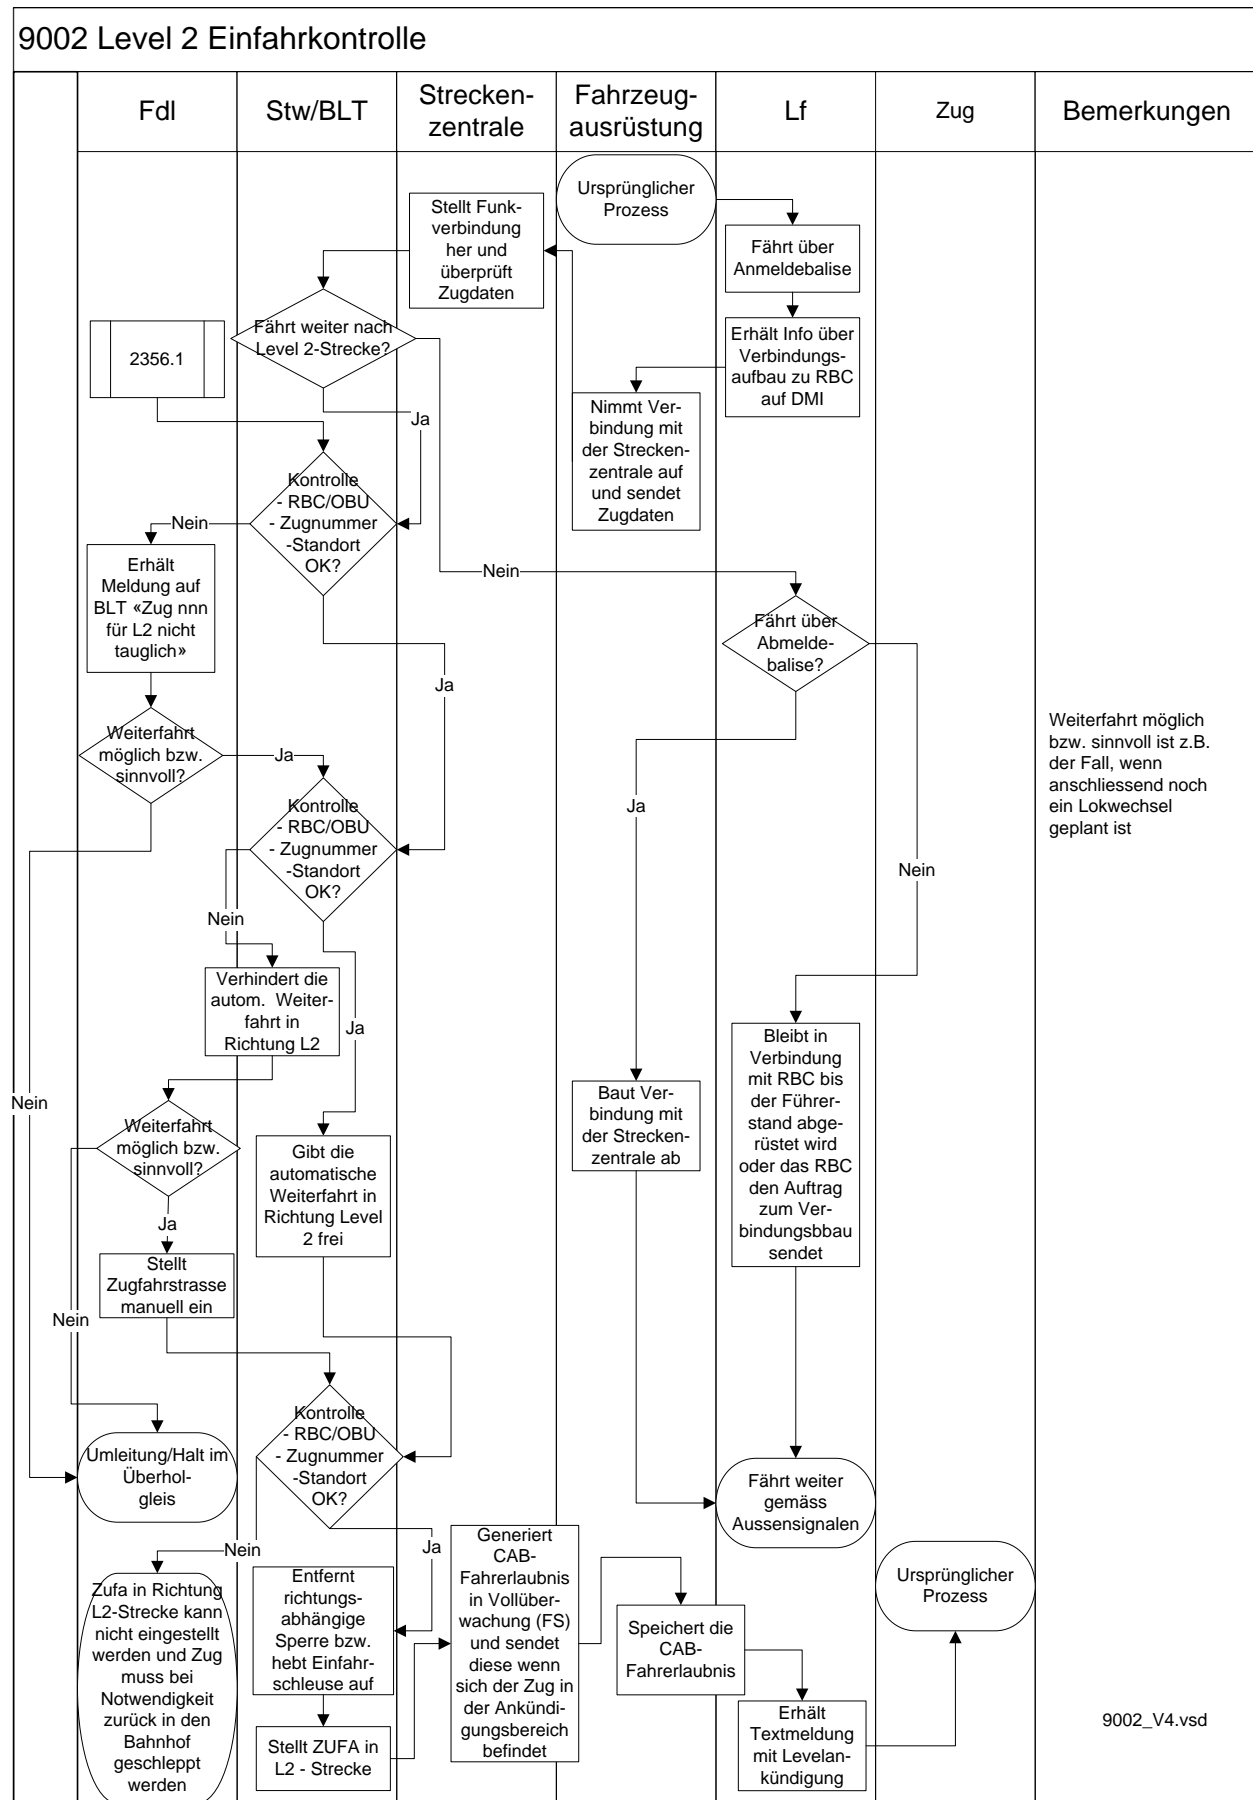 9002 Level 2 Einfahrkontrolle
Fdl
Stw/BLT
Strecken-
zentrale
Fahrzeug-
ausrüstung
Lf
Zug
Bemerkungen
Ursprünglicher
Prozess
Stellt Funk-
verbindung
her und
überprüft
Zugdaten
Fährt über
Anmeldebalise
Fährt weiter nach
Level 2-Strecke?
2356.1
Erhält Info über
Verbindungs-
aufbau zu RBC
auf DMI
Nimmt Ver-
bindung mit
der Strecken-
zentrale auf
und sendet
Zugdaten
Ja
Kontrolle
- RBC/OBU
- Zugnummer
-Standort
OK?
Nein
Erhält
Meldung auf
BLT «Zug nnn
für L2 nicht
tauglich»
Nein
Fährt über
Abmelde-
balise?
Ja
Weiterfahrt
möglich bzw.
sinnvoll?
Ja
Weiterfahrt möglich
bzw. sinnvoll ist z.B.
der Fall, wenn
anschliessend noch
ein Lokwechsel
geplant ist
Kontrolle
- RBC/OBU
- Zugnummer
-Standort
OK?
Ja
Nein
Nein
Verhindert die
autom. Weiter-
fahrt in
Richtung L2
Ja
Bleibt in
Verbindung
mit RBC bis
der Führer-
stand abge-
rüstet wird
oder das RBC
den Auftrag
zum Ver-
bindungsbbau
sendet
Nein
Baut Ver-
bindung mit
der Strecken-
zentrale ab
Weiterfahrt
möglich bzw.
sinnvoll?
Gibt die
automatische
Weiterfahrt in
Richtung Level
2 frei
Ja
Stellt
Zugfahrstrasse
manuell ein
Nein
Kontrolle
- RBC/OBU
- Zugnummer
-Standort
OK?
Umleitung/Halt im
Überhol-
gleis
Fährt weiter
gemäss
Aussensignalen
Nein
Ja
Generiert
CAB-
Fahrerlaubnis
in Vollüber-
wachung (FS)
und sendet
diese wenn
sich der Zug in
der Ankündi-
gungsbereich
befindet
Entfernt
richtungs-
abhängige
Sperre bzw.
hebt Einfahr-
schleuse auf
Zufa in Richtung
L2-Strecke kann
nicht eingestellt
werden und Zug
muss bei
Notwendigkeit
zurück in den
Bahnhof
geschleppt
werden
Ursprünglicher
Prozess
Speichert die
CAB-
Fahrerlaubnis
Erhält
Textmeldung
mit Levelan-
kündigung
Stellt ZUFA in
L2 - Strecke
9002_V4.vsd